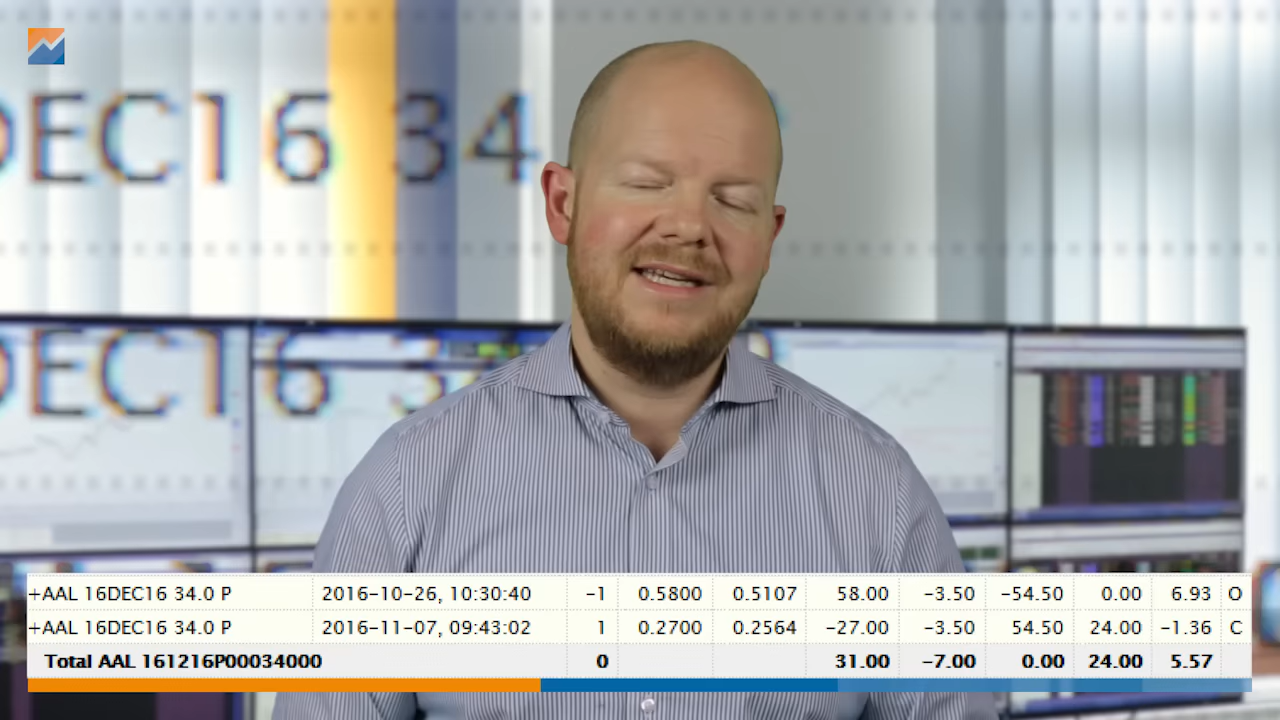 DEC16 34
DEC16 3
+AAL 16DEC16 34.0 P 2016-10-26, 10:30:40 -1 0.5800 0.5107 58.00 -3.50 -54.50 0.00 6.93 O
+AAL 16DEC16 34.0 P 2016-11-07, 09:43:02 1 0.2700 0.2564 -27.00 -3.50 54.50 24.00 -1.36 C
Total AAL 161216P00034000 0 31.00 -7.00 0.00 24.00 5.57